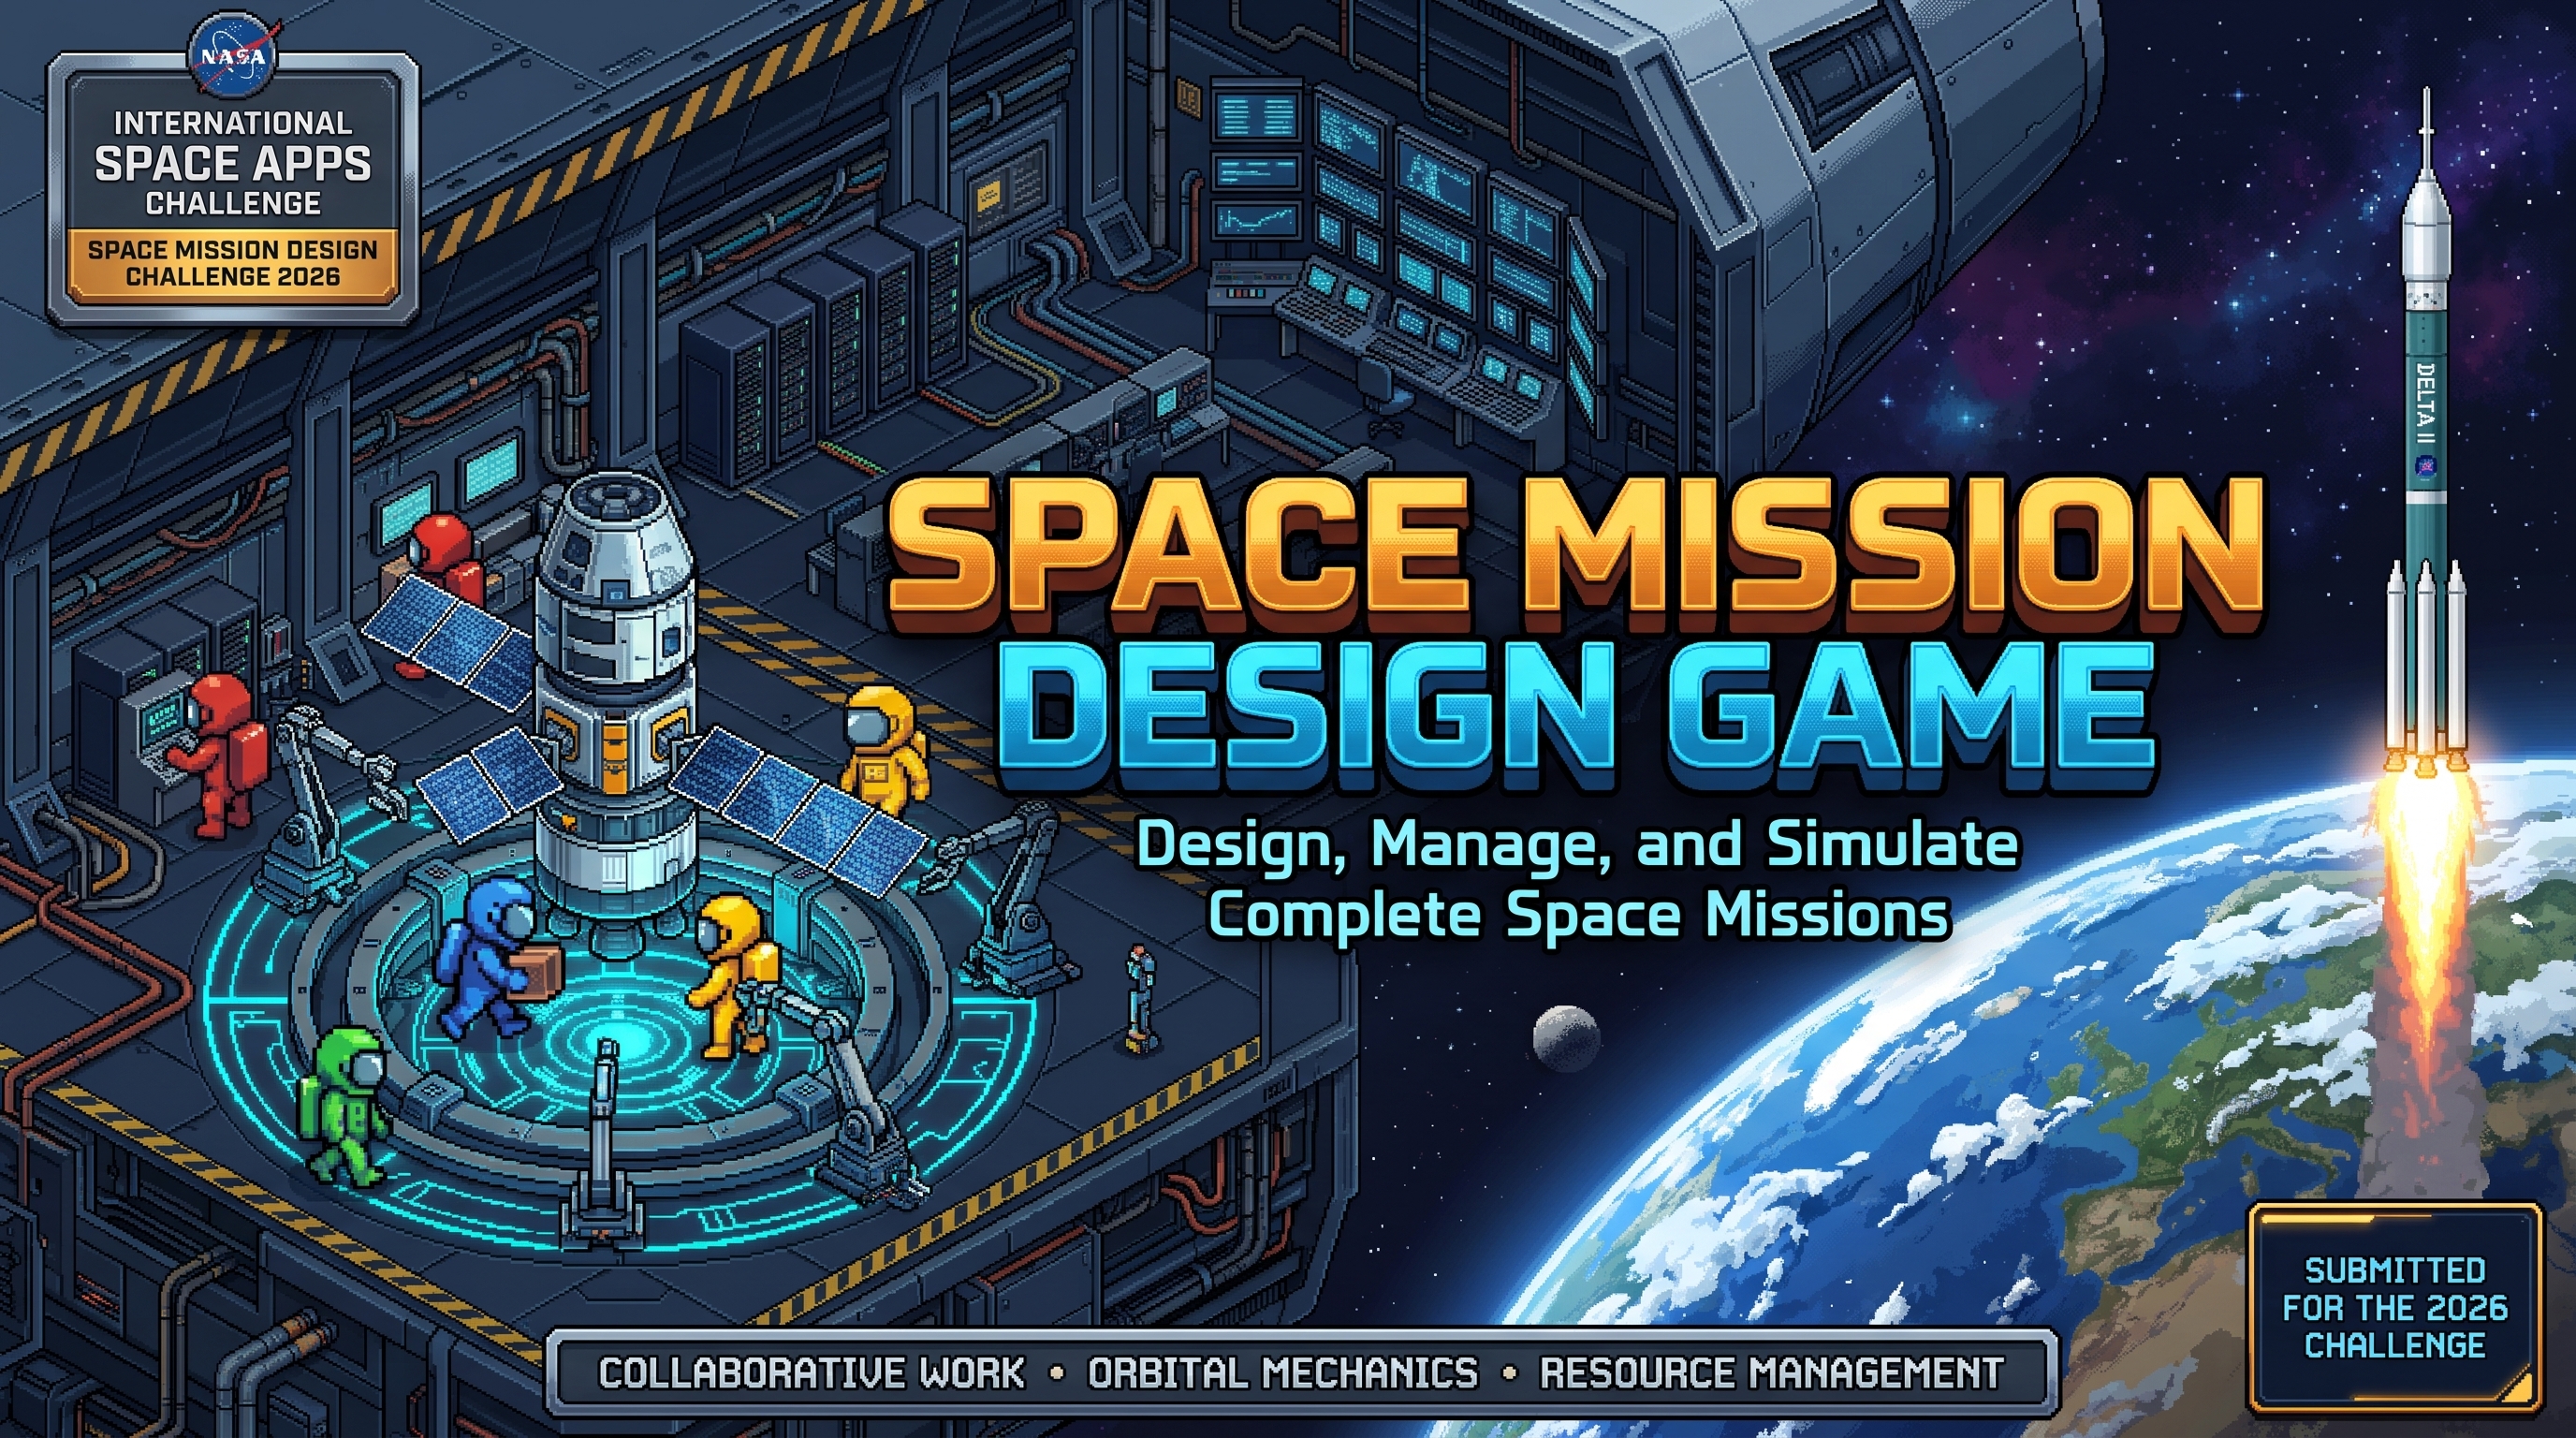 NASA
INTERNATIONAL
SPACE APPS
CHALLENGE
SPACE MISSION DESIGN
CHALLENGE 2026
DELTA II
SPACE MISSION
DESIGN GAME
Design, Manage, and Simulate
Complete Space Missions
COLLABORATIVE WORK • ORBITAL MECHANICS • RESOURCE MANAGEMENT
SUBMITTED
FOR THE 2026
CHALLENGE